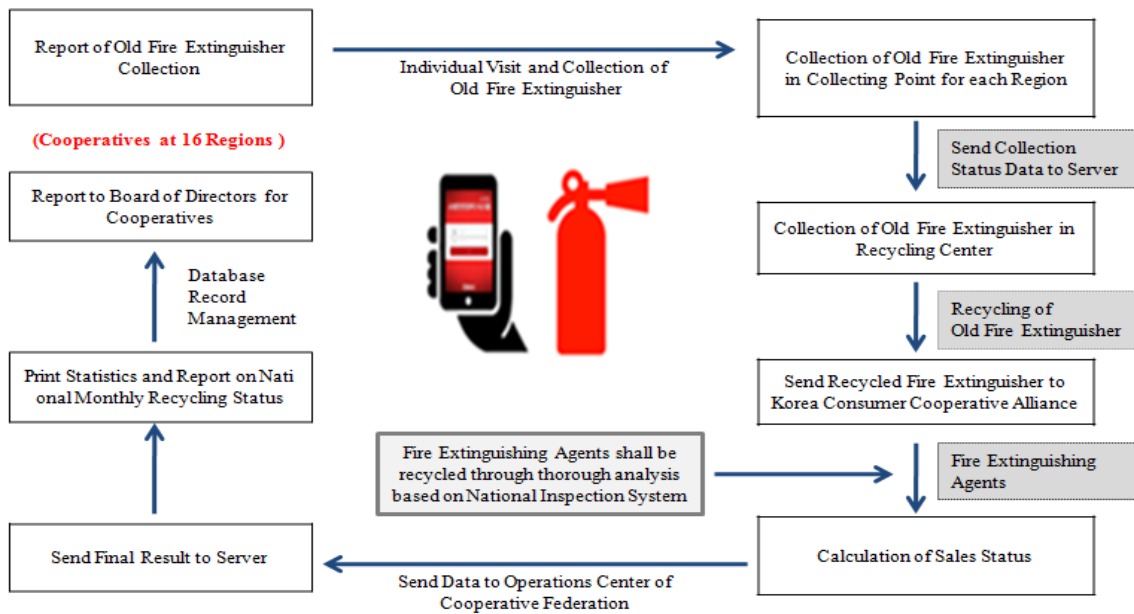 Report of Old Fire Extinguisher
Collection
Individual Visit and Collection of
Old Fire Extinguisher
Collection of Old Fire Extinguisher
in Collecting Point for each Region
(Cooperatives at 16 Regions )
Send Collection
Status Data to Server
Report to Board of Directors for
Cooperatives
Collection of Old Fire Extinguisher in
Recycling Center
Database
Record
Management
Recycling of
Old Fire Extinguisher
Print Statistics and Report on Nati
onal Monthly Recycling Status
Send Recycled Fire Extinguisher to
Korea Consumer Cooperative Alliance
Fire Extinguishing Agents shall be
recycled through thorough analysis
based on National Inspection System
Fire Extinguishing
Agents
Send Final Result to Server
Calculation of Sales Status
Send Data to Operations Center of
Cooperative Federation